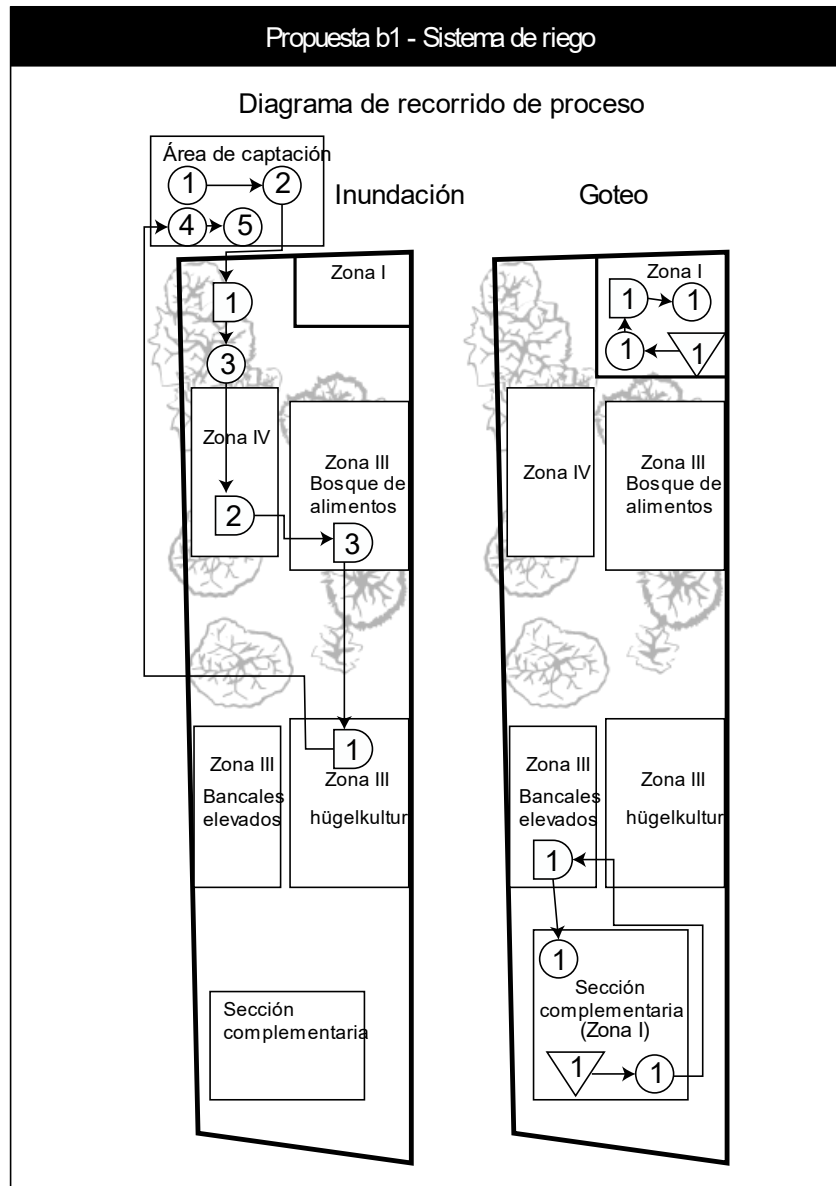 Propuesta b1 - Sistema de riego
Diagrama de recorrido de proceso
Área de captación
1
2
4
5
Inundación
Zona I
1
3
Zona IV
2
Zona III
Bosque de
alimentos
3
1
Zona III
Bancales
elevados
Zona III
hügelkultur
Sección
complementaria
Goteo
Zona I
1
1
1
1
Zona IV
Zona III
Bosque de
alimentos
Zona III
Bancales
elevados
1
Zona III
hügelkultur
1
Sección
complementaria
(Zona I)
1
1